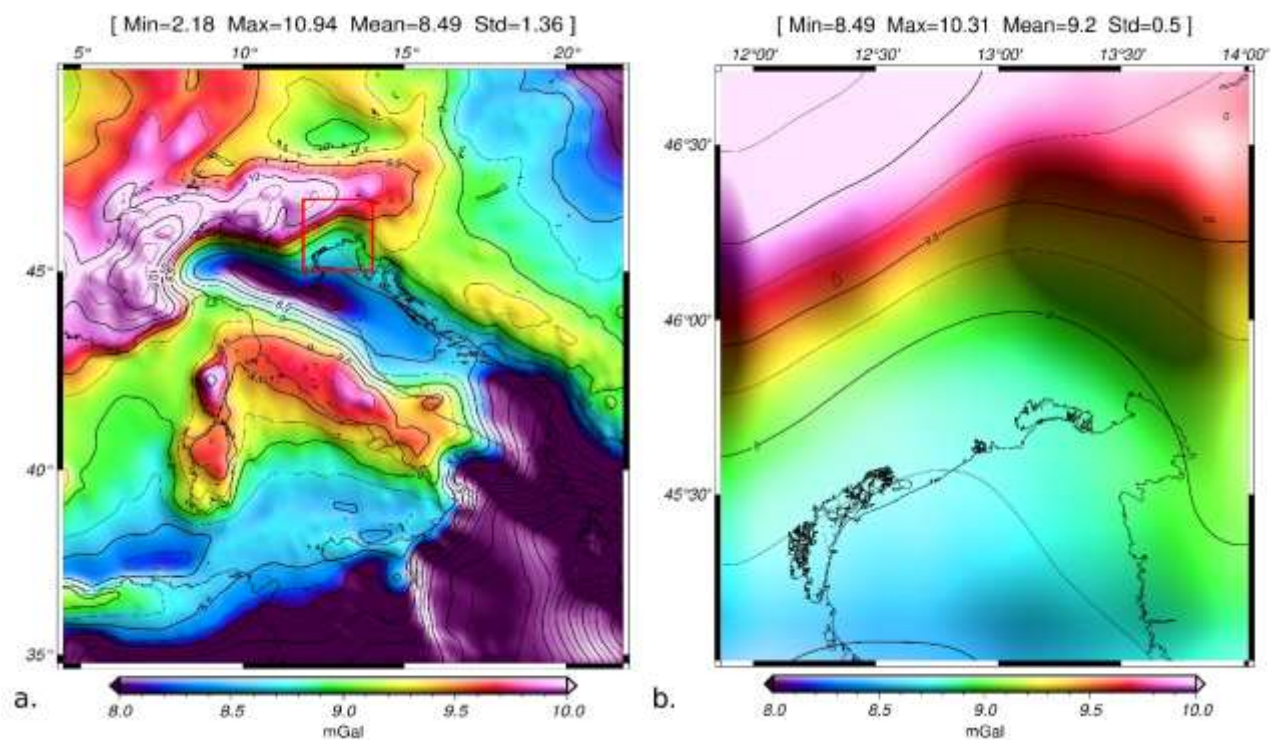 [ Min=2.18 Max=10.94 Mean=8.49 Std=1.36 ]
5° 10° 15° 20°
45°
40°
35°
8.0 8.5 9.0 9.5 10.0
mGal
a.
[ Min=8.49 Max=10.31 Mean=9.2 Std=0.5 ]
12°00' 12°30' 13°00' 13°30' 14°00'
46°30'
46°00'
45°30'
9.5
9
8.0 8.5 9.0 9.5 10.0
mGal
b.